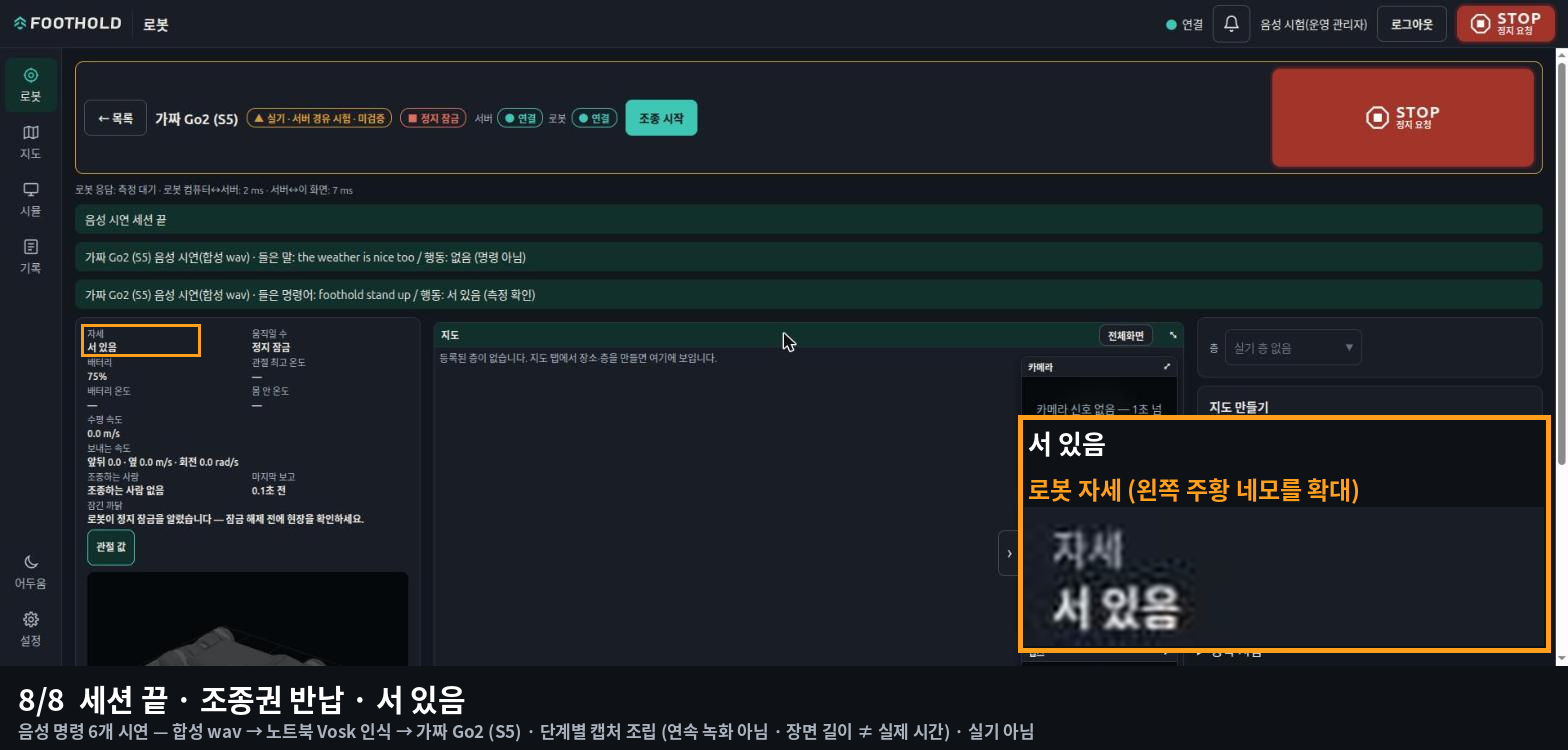 FOOTHOLD 로봇 연결 음성 시험(운영 관리자) 로그아웃 STOP 정지 요청
로봇
지도
시뮬
기록
어두움
설정
← 목록 가짜 Go2 (S5) ▲ 실기 · 서버 경유 시험 · 미검증 ■ 정지 잠금 서버 ● 연결 로봇 ● 연결 조종 시작 STOP 정지 요청
로봇 응답: 측정 대기 · 로봇 컴퓨터↔서버: 2 ms · 서버↔이 화면: 7 ms
음성 시연 세션 끝
가짜 Go2 (S5) 음성 시연(합성 wav) · 들은 말: the weather is nice too / 행동: 없음 (명령 아님)
가짜 Go2 (S5) 음성 시연(합성 wav) · 들은 명령어: foothold stand up / 행동: 서 있음 (측정 확인)
자세 움직일 수
서 있음 정지 잠금
배터리 관절 최고 온도
75% —
배터리 온도 몸 안 온도
— —
수평 속도
0.0 m/s
보내는 속도
앞뒤 0.0 · 옆 0.0 m/s · 회전 0.0 rad/s
조종하는 사람 마지막 보고
조종하는 사람 없음 0.1초 전
잠긴 까닭
로봇이 정지 잠금을 알렸습니다 — 잠금 해제 전에 현장을 확인하세요.
관절 값
지도 전체화면
등록된 층이 없습니다. 지도 탭에서 장소·층을 만들면 여기에 보입니다.
카메라
카메라 신호 없음 — 1초 넘
층 실기 층 없음
지도 만들기
서 있음
로봇 자세 (왼쪽 주황 네모를 확대)
자세
서 있음
8/8 세션 끝 · 조종권 반납 · 서 있음
음성 명령 6개 시연 — 합성 wav → 노트북 Vosk 인식 → 가짜 Go2 (S5) · 단계별 캡처 조립 (연속 녹화 아님 · 장면 길이 ≠ 실제 시간) · 실기 아님